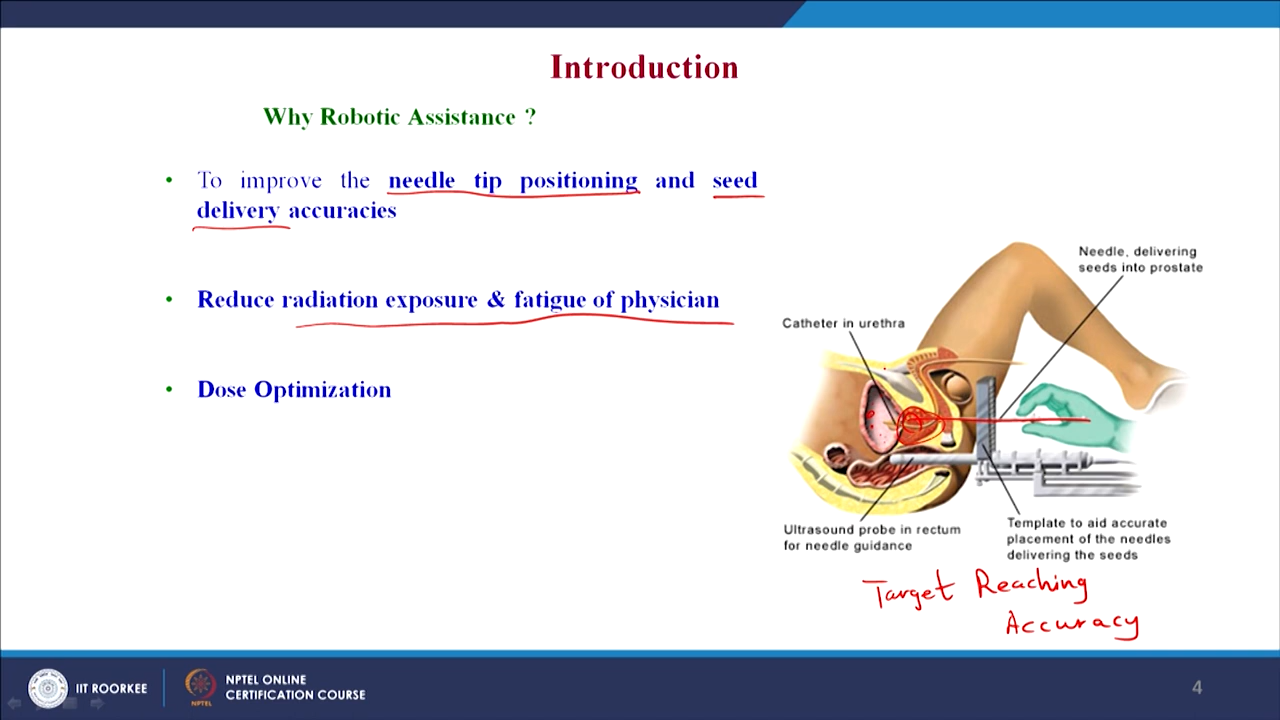 Introduction
Why Robotic Assistance ?
• To improve the needle tip positioning and seed
delivery accuracies
• Reduce radiation exposure & fatigue of physician
• Dose Optimization
Needle, delivering
seeds into prostate
Catheter in urethra
Ultrasound probe in rectum
for needle guidance
Template to aid accurate
placement of the needles
delivering the seeds
Target Reaching
Accuracy
IIT ROORKEE
NPTEL
NPTEL ONLINE
CERTIFICATION COURSE
4